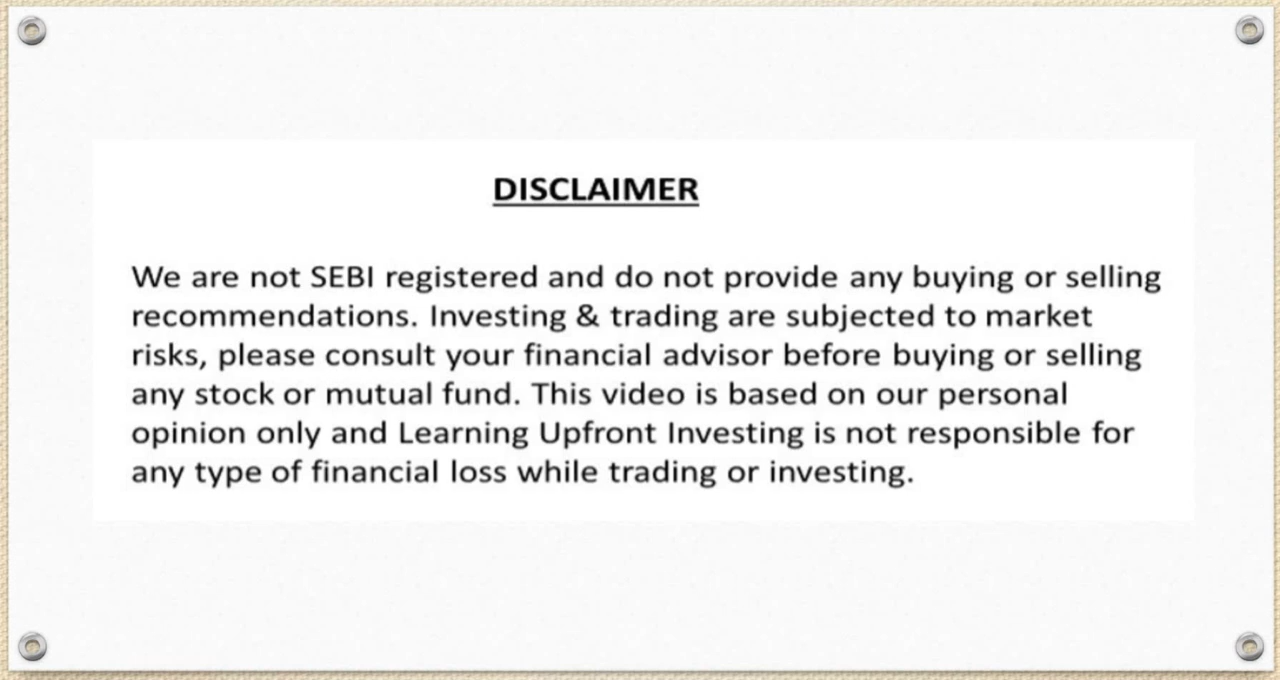 DISCLAIMER
We are not SEBI registered and do not provide any buying or selling
recommendations. Investing & trading are subjected to market
risks, please consult your financial advisor before buying or selling
any stock or mutual fund. This video is based on our personal
opinion only and Learning Upfront Investing is not responsible for
any type of financial loss while trading or investing.